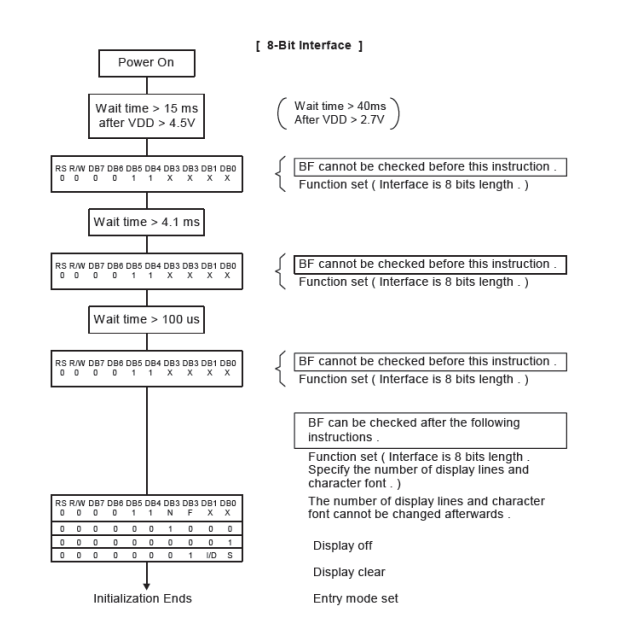 [ 8-Bit Interface ]
Power On
Wait time > 15 ms
after VDD > 4.5V
Wait time > 40ms
After VDD > 2.7V
RS R/W DB7 DB6 DB5 DB4 DB3 DB3 DB1 DB0
0 0 0 0 1 1 X X X X
BF cannot be checked before this instruction .
Function set ( Interface is 8 bits length . )
Wait time > 4.1 ms
RS R/W DB7 DB6 DB5 DB4 DB3 DB3 DB1 DB0
0 0 0 0 1 1 X X X X
BF cannot be checked before this instruction .
Function set ( Interface is 8 bits length . )
Wait time > 100 us
RS R/W DB7 DB6 DB5 DB4 DB3 DB3 DB1 DB0
0 0 0 0 1 1 X X X X
BF cannot be checked before this instruction .
Function set ( Interface is 8 bits length . )
BF can be checked after the following
instructions .
Function set ( Interface is 8 bits length .
Specify the number of display lines and
character font . )
The number of display lines and character
font cannot be changed afterwards .
RS R/W DB7 DB6 DB5 DB4 DB3 DB3 DB1 DB0
0 0 0 0 1 1 N F X X
0 0 0 0 0 0 1 0 0 0
0 0 0 0 0 0 0 0 0 1
0 0 0 0 0 0 0 1 I/D S
Display off
Display clear
Entry mode set
Initialization Ends